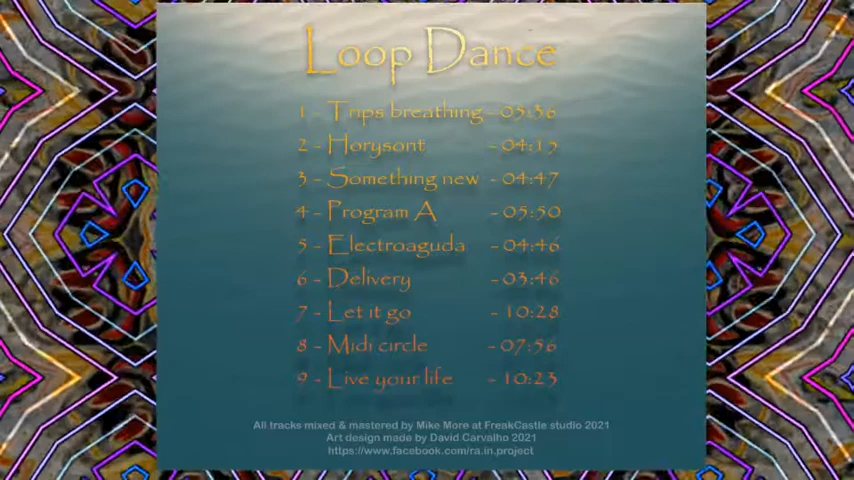 Loop Dance
1 - Trips breathing - 05:36
2 - Horysont - 04:15
3 - Something new - 04:47
4 - Program A - 05:50
5 - Electroaguda - 04:46
6 - Delivery - 03:46
7 - Let it go - 10:28
8 - Midi circle - 07:56
9 - Live your life - 10:23
All tracks mixed & mastered by Mike More at FreakCastle studio 2021
Art design made by David Carvalho 2021
https://www.facebook.com/ra.in.project